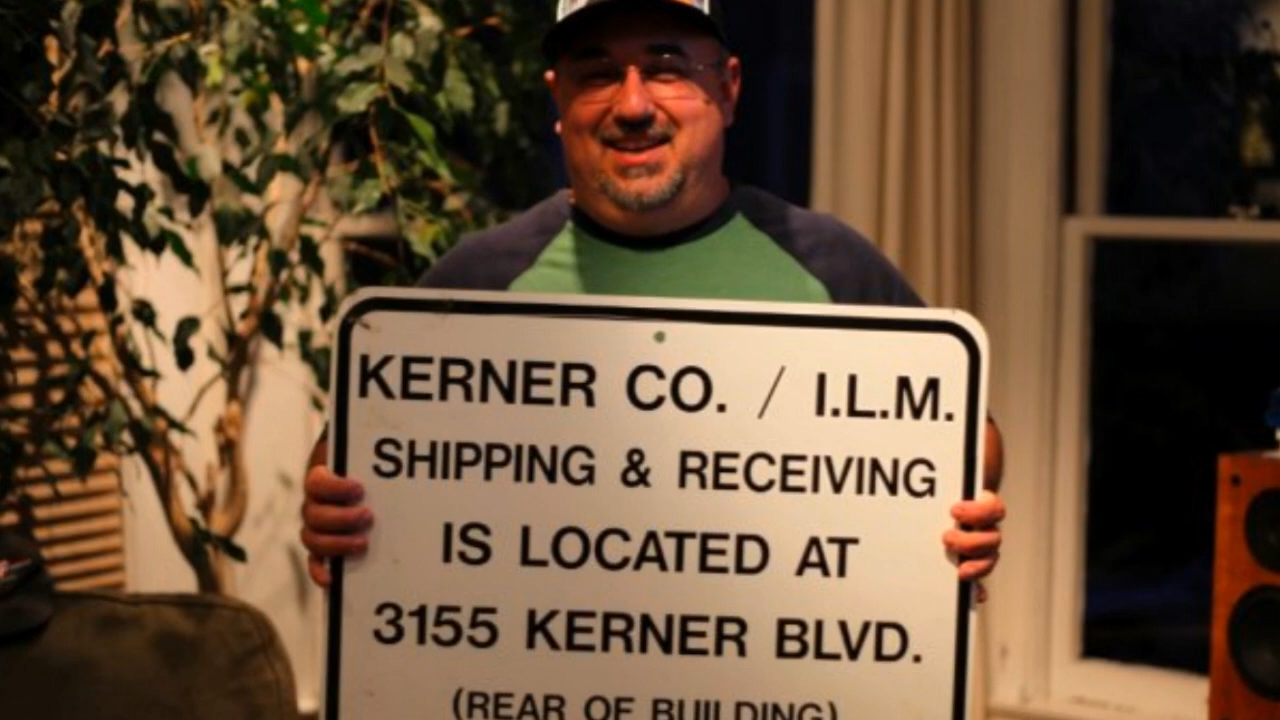 KERNER CO. / I.L.M.
SHIPPING & RECEIVING
IS LOCATED AT
3155 KERNER BLVD.
(REAR OF BUILDING)